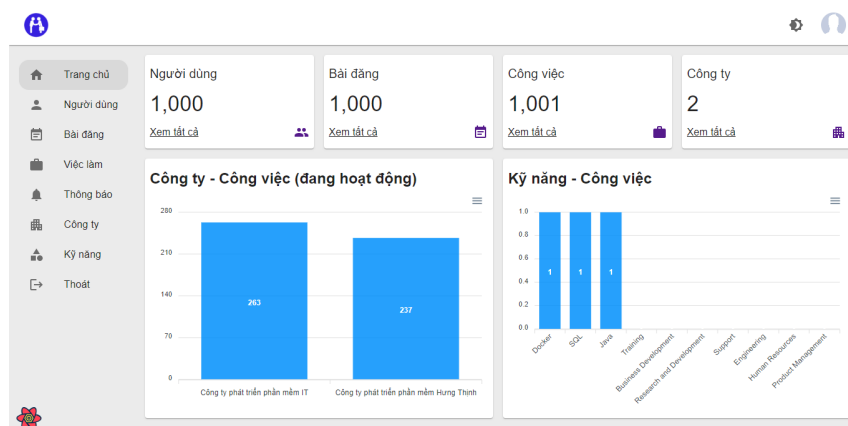 Trang chủ
Người dùng
Bài đăng
Việc làm
Thông báo
Công ty
Kỹ năng
Thoát
Người dùng
1,000
Xem tất cả
Bài đăng
1,000
Xem tất cả
Công việc
1,001
Xem tất cả
Công ty
2
Xem tất cả
Công ty - Công việc (đang hoạt động)
280
210
140
70
0
263
237
Công ty phát triển phần mềm IT
Công ty phát triển phần mềm Hưng Thịnh
Kỹ năng - Công việc
1.0
0.8
0.6
0.4
0.2
0.0
1
1
1
Docker
SQL
Java
Training
Business Development
Research and Development
Support
Engineering
Human Resources
Product Management